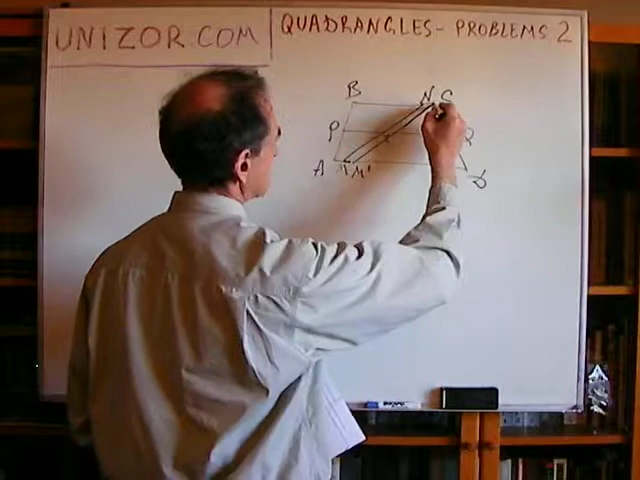 UNIZOR.COM
QUADRANGLES- PROBLEMS 2
B N C
P Q
A M M' D